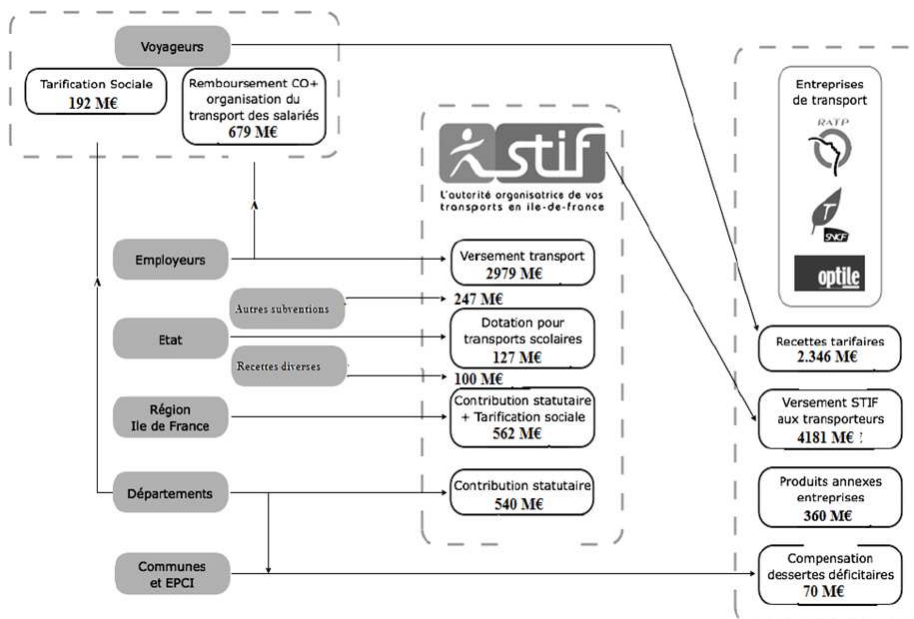 Voyageurs
Tarification Sociale
192 M€
Remboursement CO+
organisation du
transport des salariés
679 M€
stif
L'autorité organisatrice de vos
transports en ile-de-france
Entreprises
de transport
RATP
T
SNCF
optile
Employeurs
Versement transport
2979 M€
Autres subventions
247 M€
Etat
Dotation pour
transports scolaires
127 M€
Recettes diverses
100 M€
Région
Ile de France
Contribution statutaire
+ Tarification sociale
562 M€
Départements
Contribution statutaire
540 M€
Communes
et EPCI
Recettes tarifaires
2.346 M€
Versement STIF
aux transporteurs
4181 M€ !
Produits annexes
entreprises
360 M€
Compensation
dessertes déficitaires
70 M€